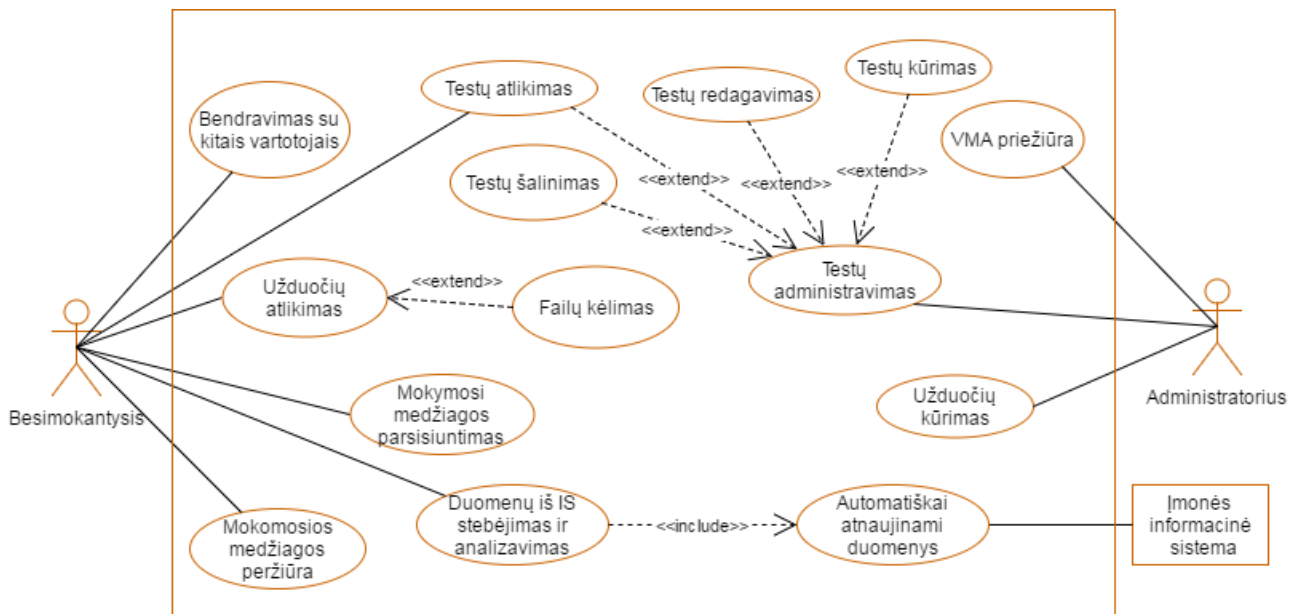 Testų kūrimas
Testų atlikimas
Testų redagavimas
Bendravimas su
kitais vartotojais
VMA priežiūra
Testų šalinimas
<<extend>>
<<extend>>
<<extend>>
<<extend>>
Testų
administravimas
Užduočių
atlikimas
<<extend>>
Failų kėlimas
Besimokantysis
Administratorius
Mokymosi
medžiagos
parsisiuntimas
Užduočių
kūrimas
Duomenų iš IS
stebėjimas ir
analizavimas
<<include>>
Automatiškai
atnaujinami
duomenys
Įmonės
informacinė
sistema
Mokomosios
medžiagos
peržiūra